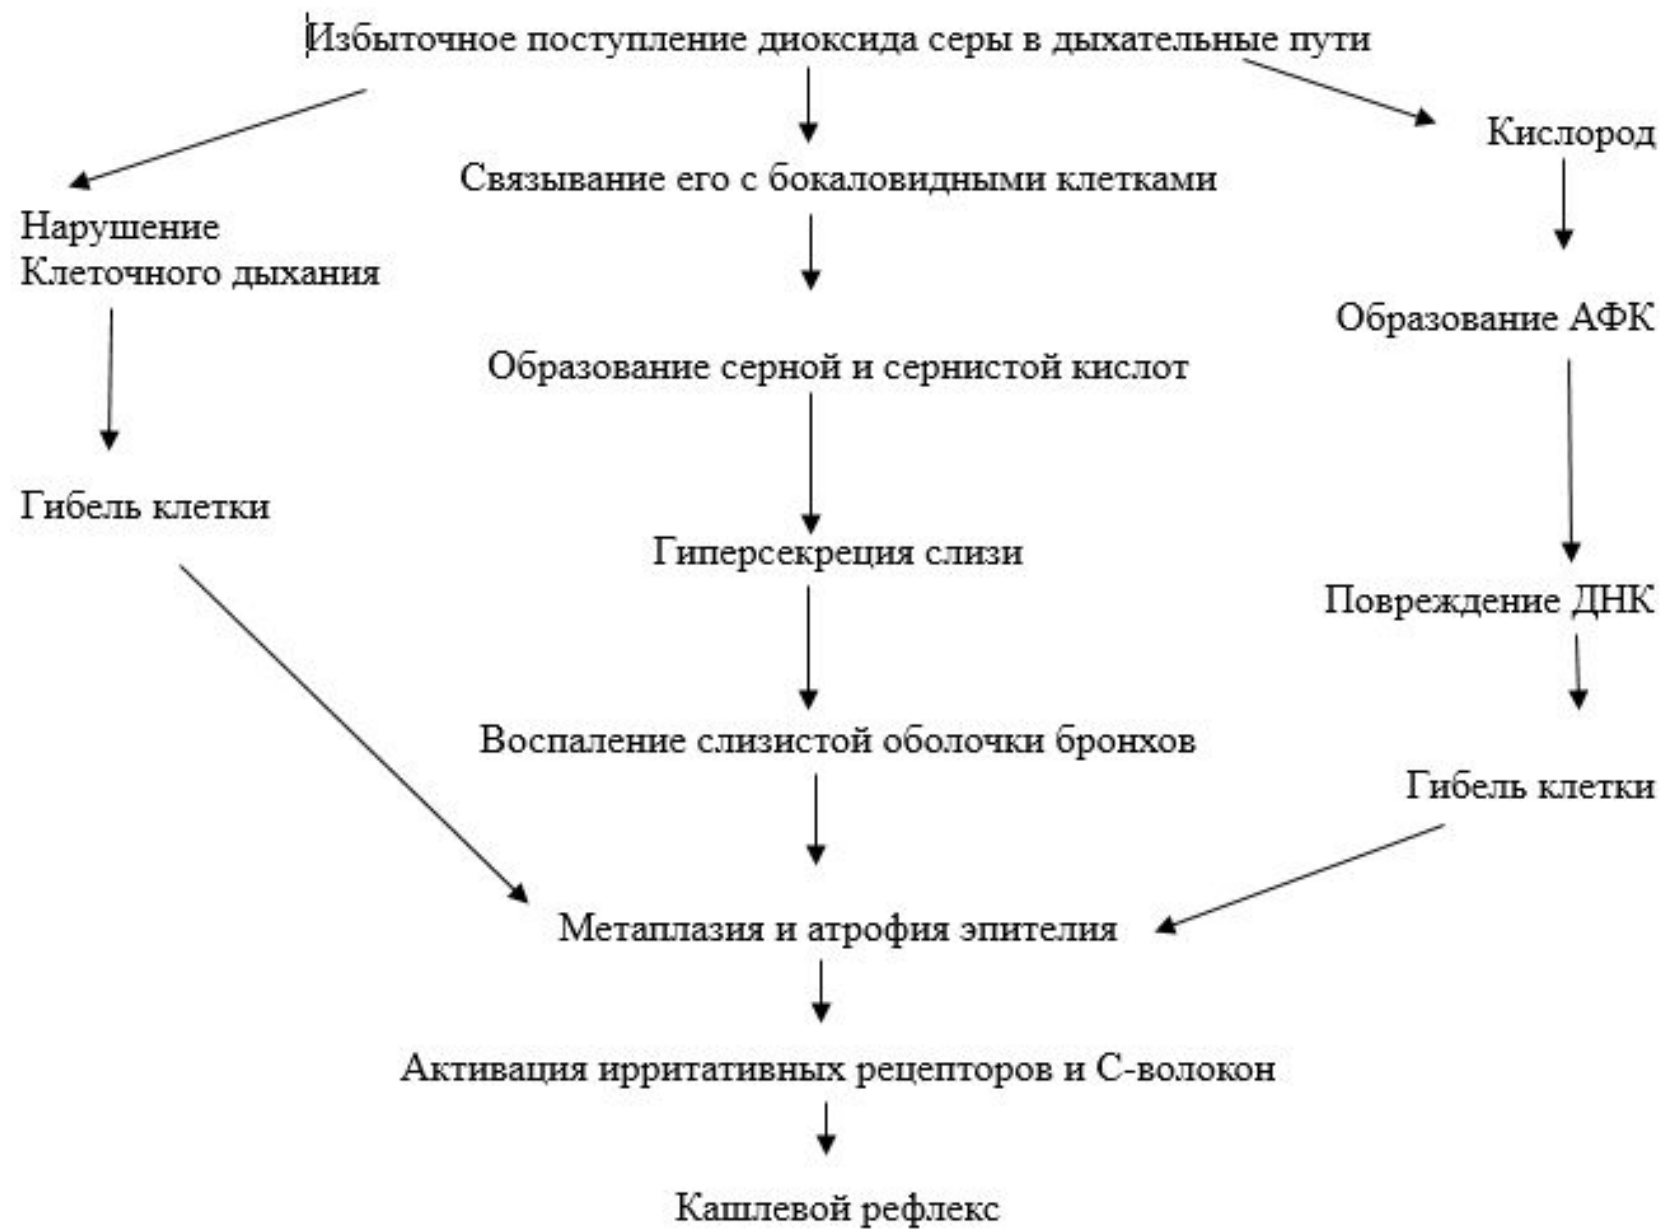 Избыточное поступление диоксида серы в дыхательные пути
Кислород
Связывание его с бокаловидными клетками
Нарушение
Клеточного дыхания
Образование АФК
Образование серной и сернистой кислот
Гибель клетки
Гиперсекреция слизи
Повреждение ДНК
Воспаление слизистой оболочки бронхов
Гибель клетки
Метаплазия и атрофия эпителия
Активация ирритативных рецепторов и С-волокон
Кашлевой рефлекс